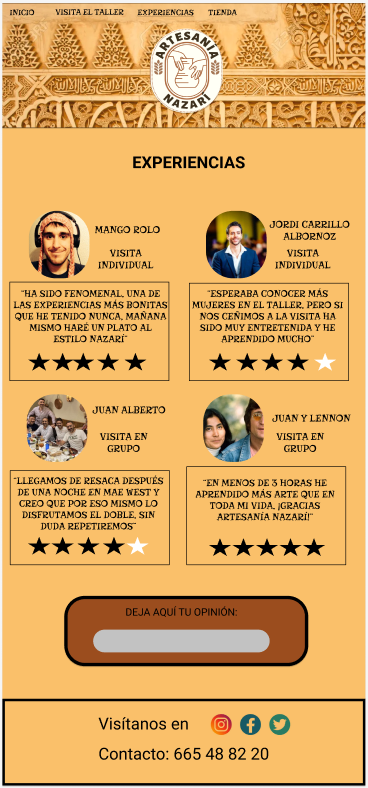 INICIO VISITA EL TALLER EXPERIENCIAS TIENDA
ARTESANÍA
NAZARÍ
EXPERIENCIAS
MANGO ROLO
VISITA
INDIVIDUAL
"HA SIDO FENOMENAL, UNA DE
LAS EXPERIENCIAS MÁS BONITAS
QUE HE TENIDO NUNCA, MAÑANA
MISMO HARÉ UN PLATO AL
ESTILO NAZARÍ"
JORDI CARRILLO
ALBORNOZ
VISITA
INDIVIDUAL
"ESPERABA CONOCER MÁS
MUJERES EN EL TALLER, PERO SI
NOS CEÑIMOS A LA VISITA HA
SIDO MUY ENTRETENIDA Y HE
APRENDIDO MUCHO"
JUAN ALBERTO
VISITA EN
GRUPO
"LLEGAMOS DE RESACA DESPUÉS
DE UNA NOCHE EN MAE WEST Y
CREO QUE POR ESO MISMO LO
DISFRUTAMOS EL DOBLE, SIN
DUDA REPETIREMOS"
JUAN Y LENNON
VISITA EN
GRUPO
"EN MENOS DE 3 HORAS HE
APRENDIDO MÁS ARTE QUE EN
TODA MI VIDA, ¡GRACIAS
ARTESANÍA NAZARÍ!"
DEJA AQUÍ TU OPINIÓN:
Visítanos en
Contacto: 665 48 82 20